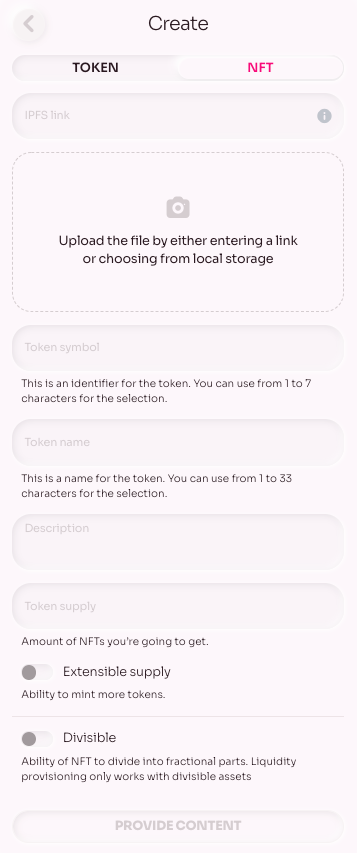 Create
TOKEN
NFT
IPFS link
Upload the file by either entering a link
or choosing from local storage
Token symbol
This is an identifier for the token. You can use from 1 to 7
characters for the selection.
Token name
This is a name for the token. You can use from 1 to 33
characters for the selection.
Description
Token supply
Amount of NFTs you're going to get.
Extensible supply
Ability to mint more tokens.
Divisible
Ability of NFT to divide into fractional parts. Liquidity
provisioning only works with divisible assets
PROVIDE CONTENT